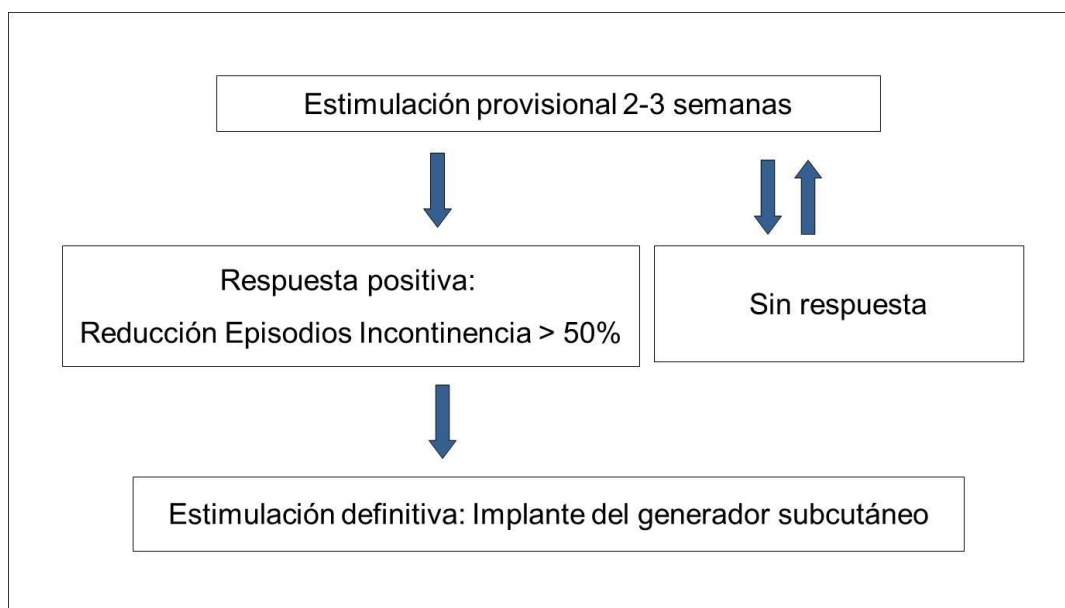 Estimulación provisional 2-3 semanas
Respuesta positiva:
Reducción Episodios Incontinencia > 50%
Sin respuesta
Estimulación definitiva: Implante del generador subcutáneo